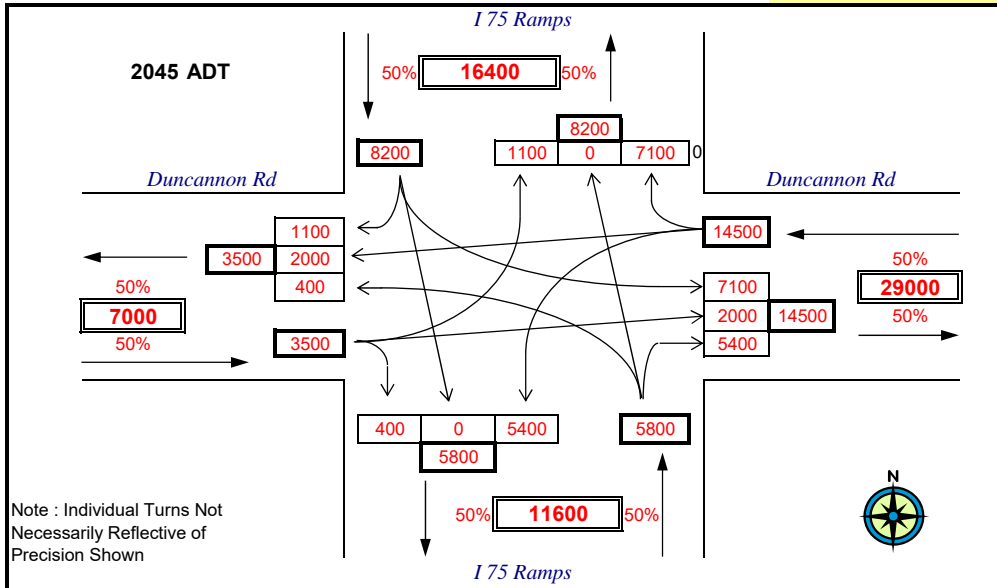 I 75 Ramps
2045 ADT
50% 16400 50%
8200
8200
1100 0 7100 0
Duncannon Rd
Duncannon Rd
1100
3500 2000
400
14500
50%
7000
50%
50%
29000
50%
7100
2000 14500
5400
3500
400 0 5400
5800
5800
50% 11600 50%
N
Note : Individual Turns Not
Necessarily Reflective of
Precision Shown
I 75 Ramps